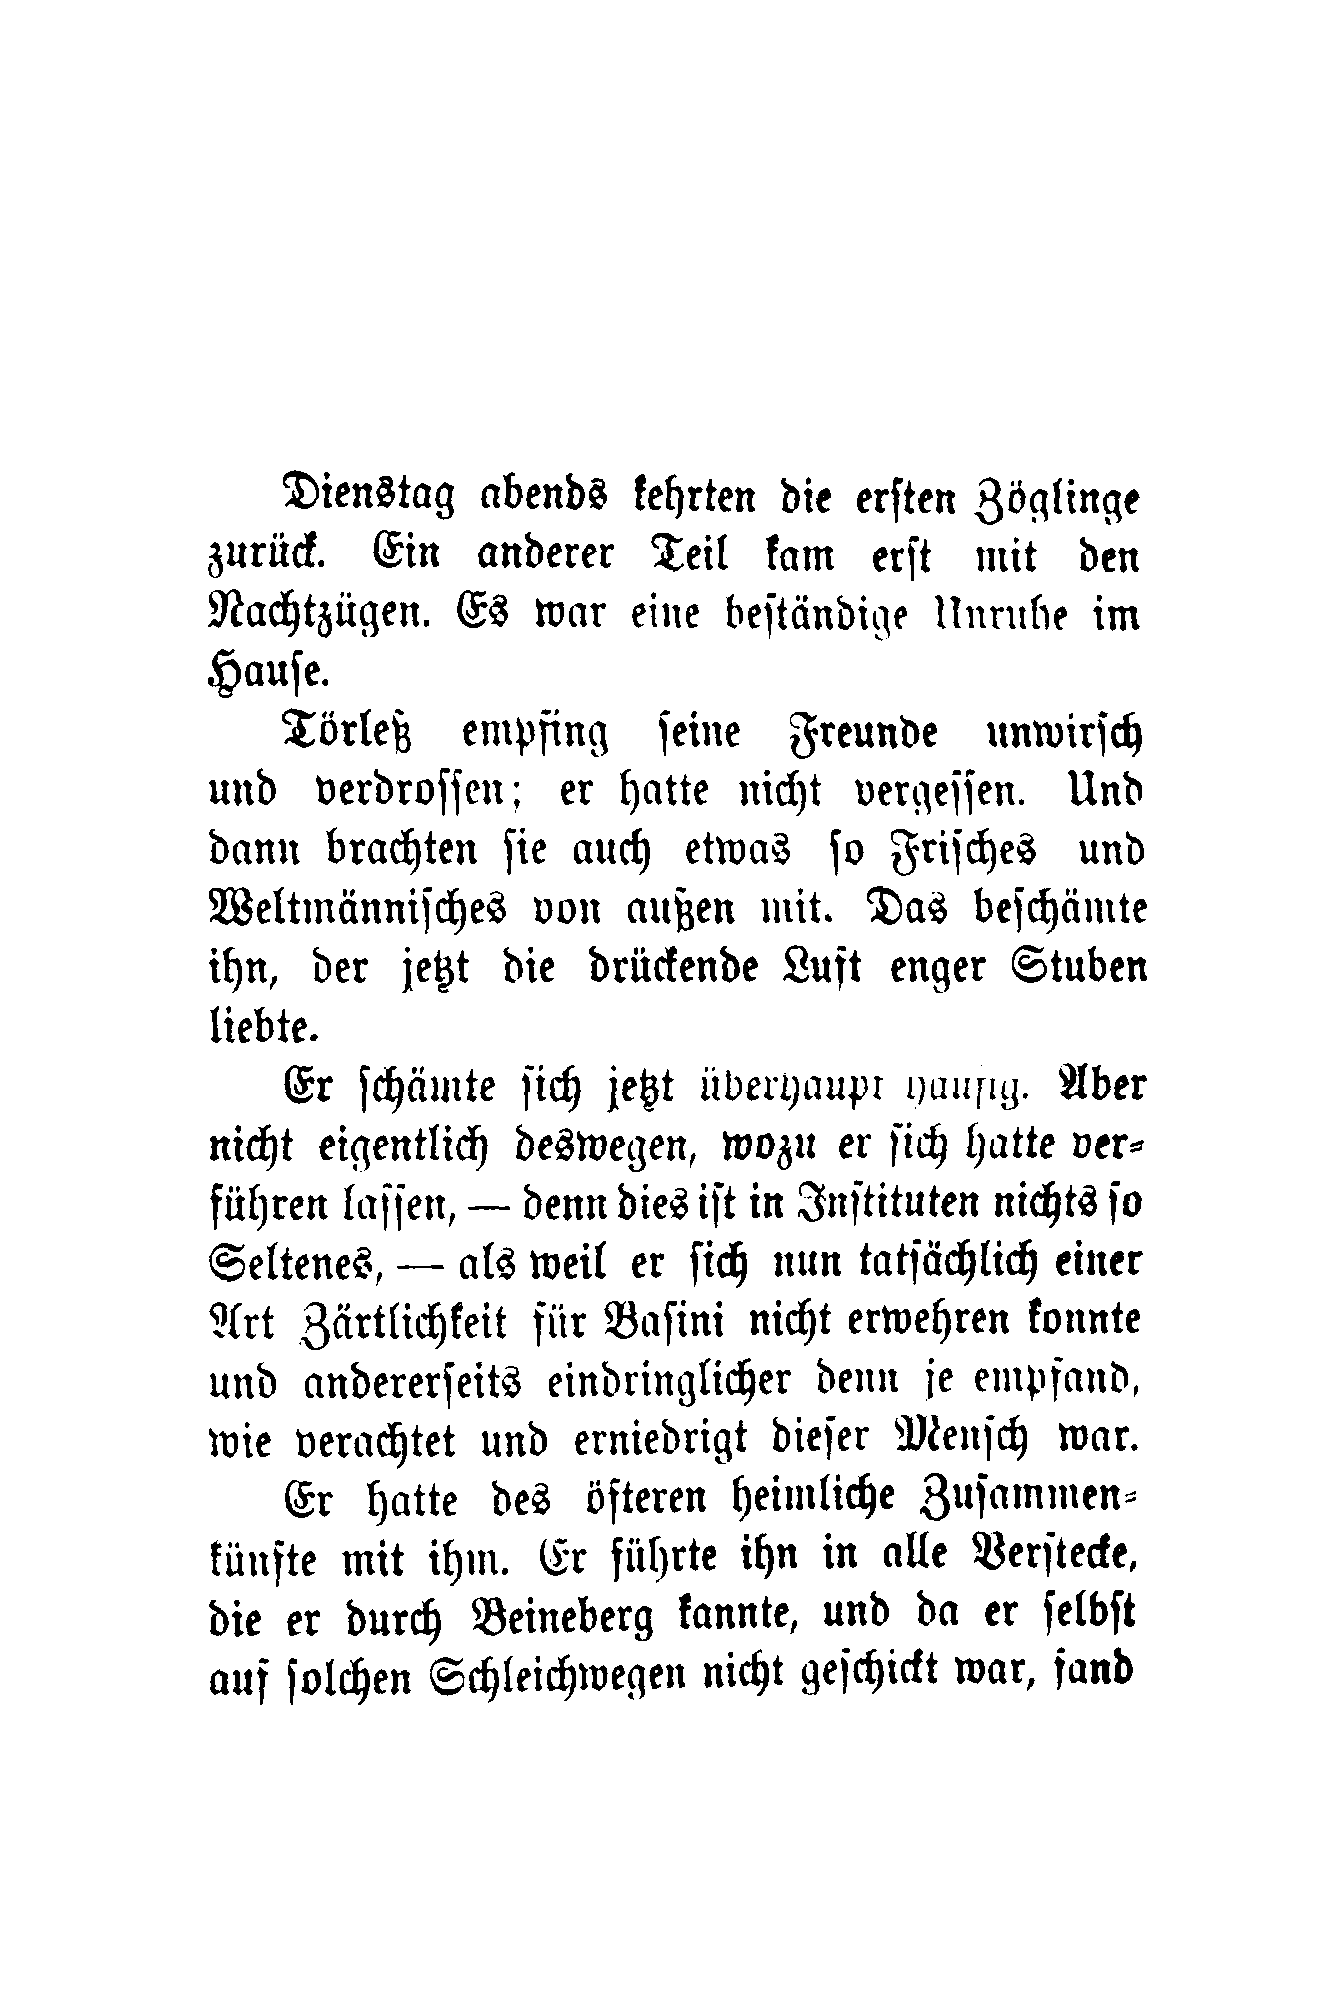 Dienstag abends kehrten die ersten Zöglinge
zurück. Ein anderer Teil kam erst mit den
Nachtzügen. Es war eine beständige Unruhe im
Hause.
Törleß empfing seine Freunde unwirsch
und verdrossen; er hatte nicht vergessen. Und
dann brachten sie auch etwas so Frisches und
Weltmännisches von außen mit. Das beschämte
ihn, der jetzt die drückende Luft enger Stuben
liebte.
Er schämte sich jetzt überhaupt häufig. Aber
nicht eigentlich deswegen, wozu er sich hatte ver-
führen lassen, — denn dies ist in Instituten nichts so
Seltenes, — als weil er sich nun tatsächlich einer
Art Zärtlichkeit für Basini nicht erwehren konnte
und andererseits eindringlicher denn je empfand,
wie verachtet und erniedrigt dieser Mensch war.
Er hatte des öfteren heimliche Zusammen-
künfte mit ihm. Er führte ihn in alle Verstecke,
die er durch Beineberg kannte, und da er selbst
auf solchen Schleichwegen nicht geschickt war, fand